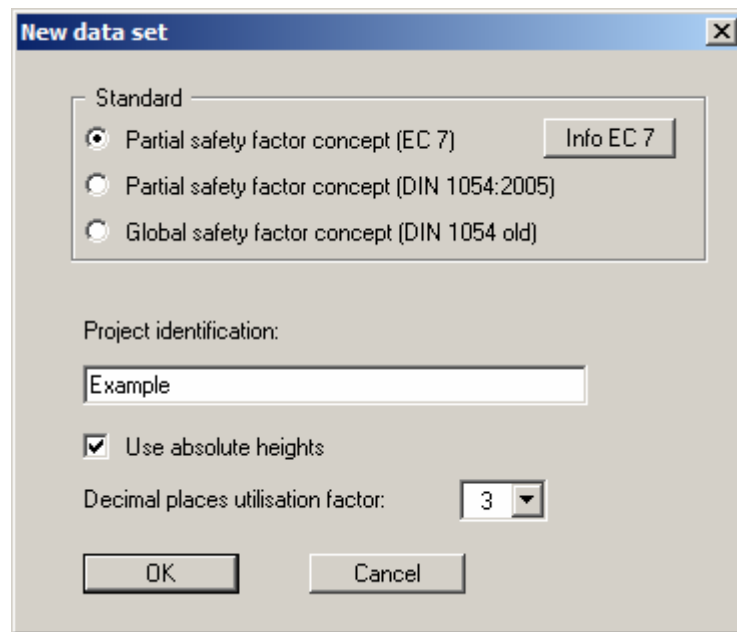 New data set
Standard
Partial safety factor concept (EC 7)
Info EC 7
Partial safety factor concept (DIN 1054:2005)
Global safety factor concept (DIN 1054 old)
Project identification:
Example
Use absolute heights
Decimal places utilisation factor:
3
OK
Cancel